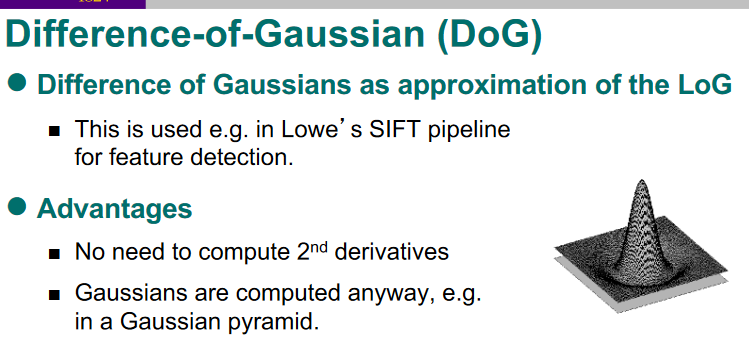 Difference-of-Gaussian (DoG)
● Difference of Gaussians as approximation of the LoG
■ This is used e.g. in Lowe's SIFT pipeline
for feature detection.
● Advantages
■ No need to compute 2nd derivatives
■ Gaussians are computed anyway, e.g.
in a Gaussian pyramid.